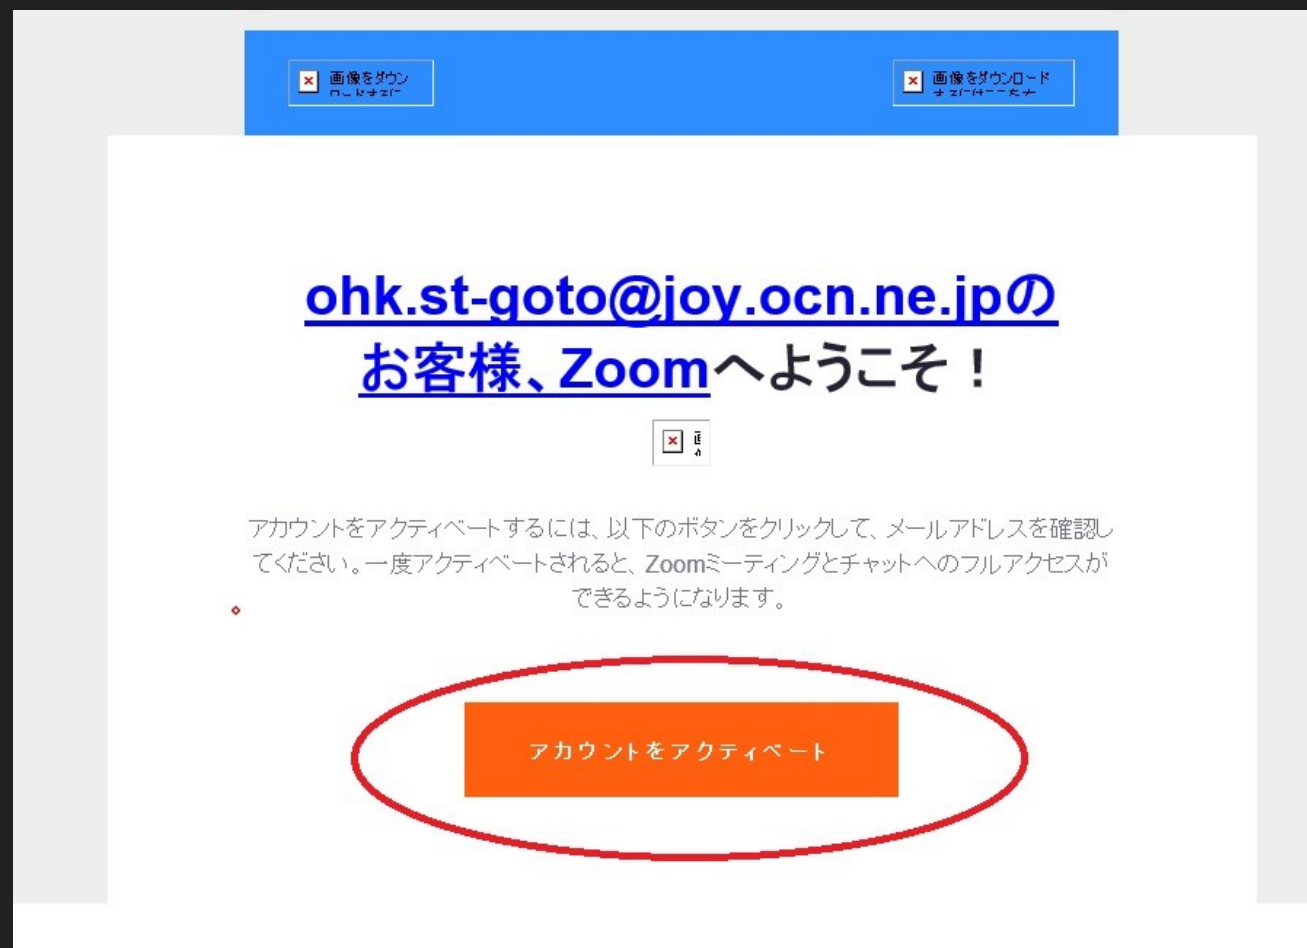 画像をダウン
画像をダウンロード
ohk.st-goto@joy.ocn.ne.jpの
お客様、Zoomへようこそ！
アカウントをアクティベートするには、以下のボタンをクリックして、メールアドレスを確認し
てください。一度アクティベートされると、Zoomミーティングとチャットへのフルアクセスが
できるようになります。
アカウントをアクティベート